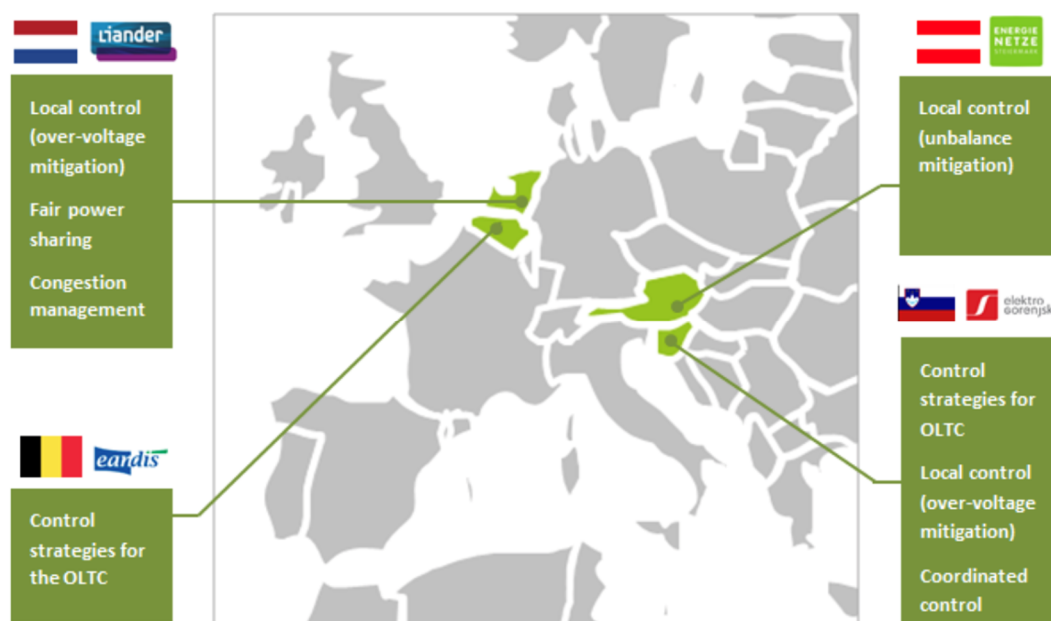 Liander
Local control
(over-voltage
mitigation)
Fair power
sharing
Congestion
management
eandis
Control
strategies for
the OLTC
ENERGIE
NETZE
STEIERMARK
Local control
(unbalance
mitigation)
elektro
gorenjsk
Control
strategies for
OLTC
Local control
(over-voltage
mitigation)
Coordinated
control